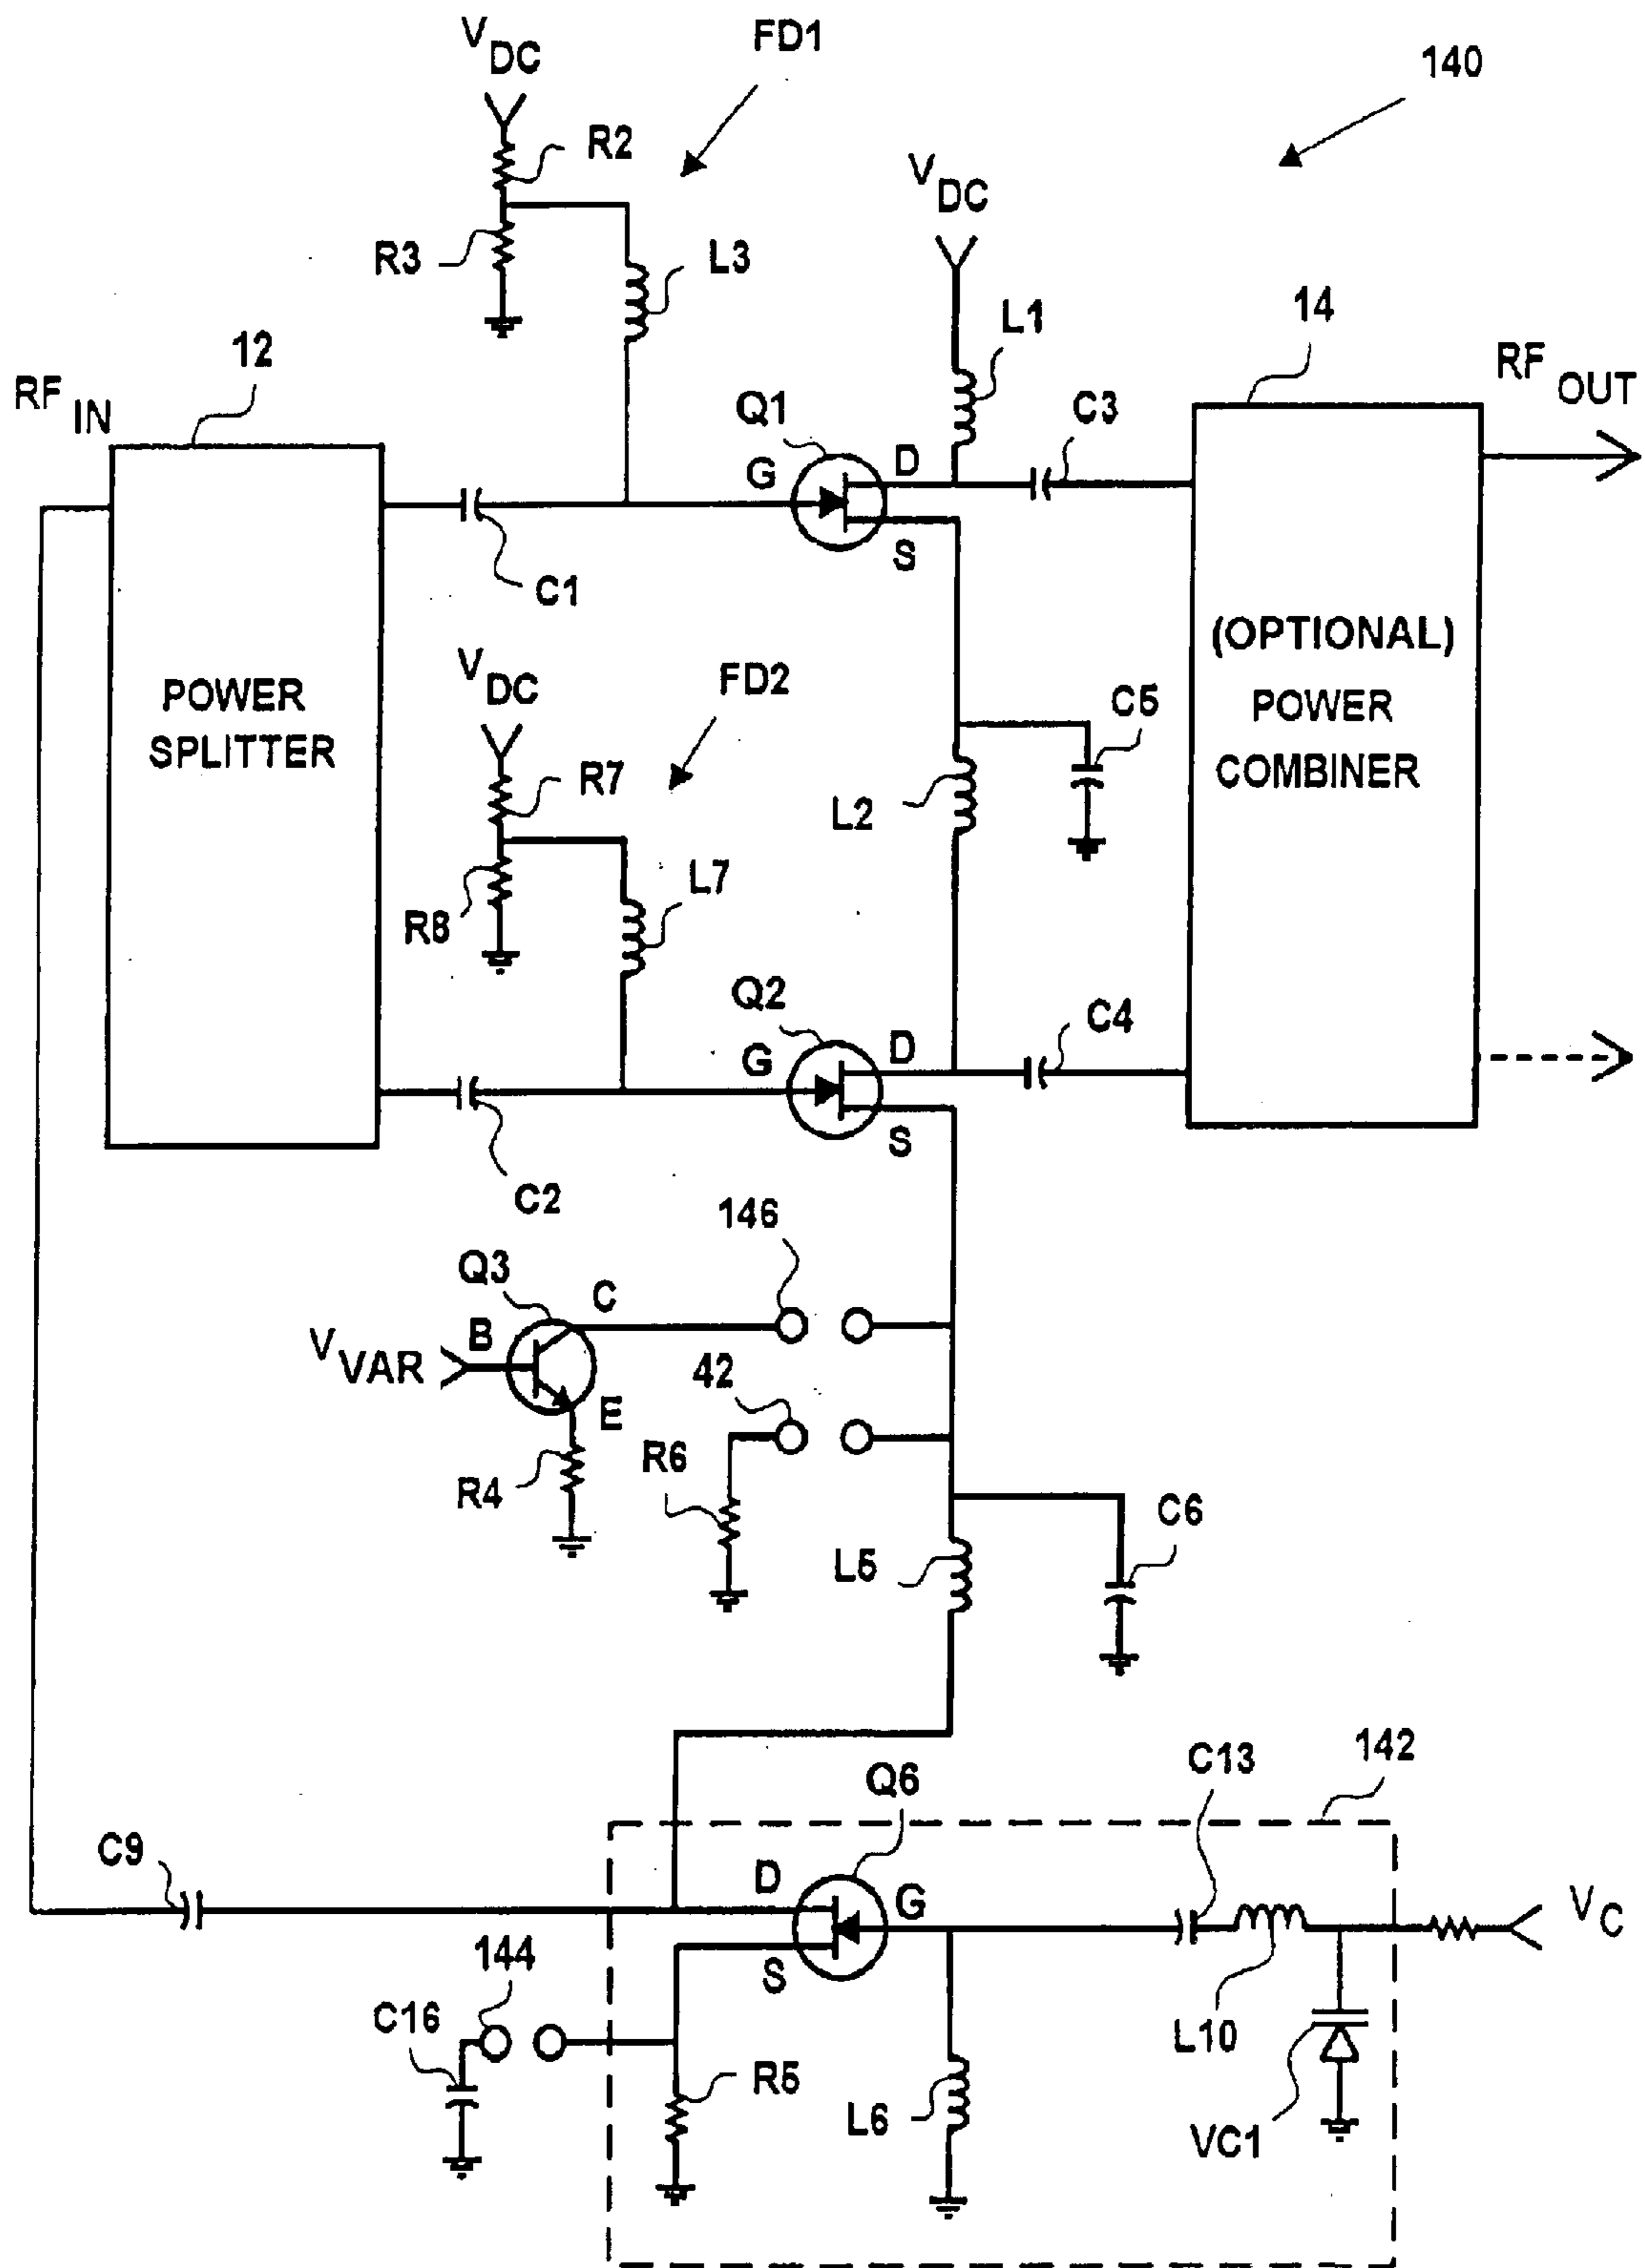 V DC
FD1
140
R2
V DC
R3
L3
L1
14
12
RF IN
RF OUT
Q1
C3
G
D
S
C1
(OPTIONAL)
POWER
COMBINER
V DC
FD2
POWER
SPLITTER
C5
R7
L2
L7
R8
Q2
C4
G
D
S
C2
146
Q3
C
B
V VAR
42
E
R6
R4
C6
L5
C13
142
Q6
C9
D
G
V C
144
S
C16
L10
R5
L6
VC1